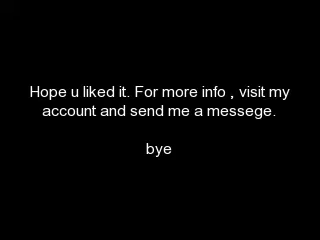 Hope u liked it. For more info , visit my
account and send me a messege.
bye